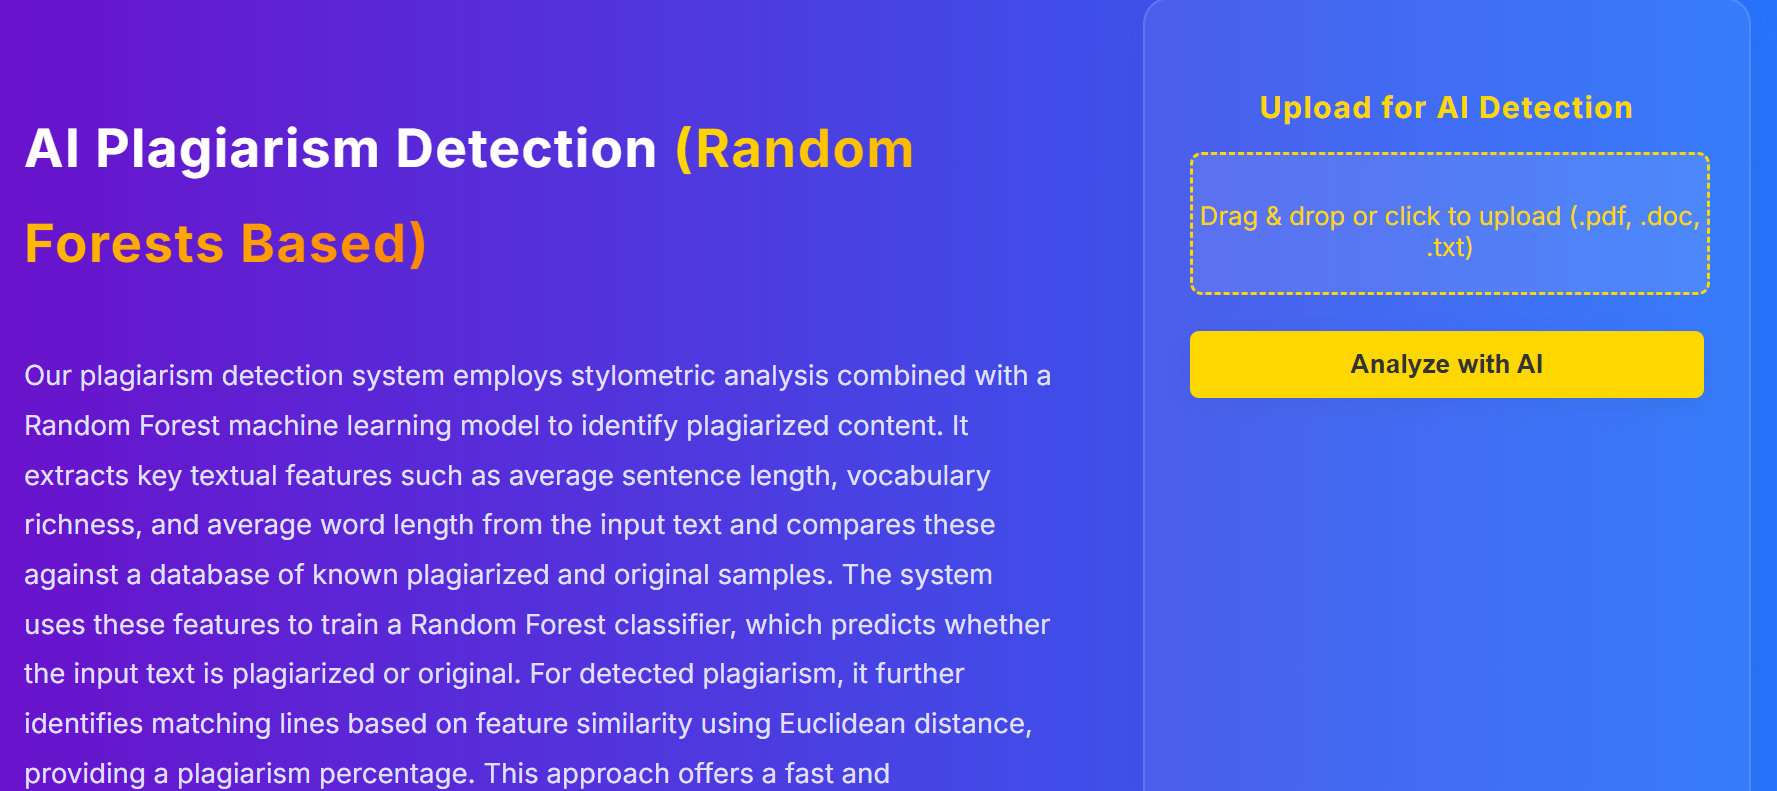 AI Plagiarism Detection (Random
Forests Based)
Our plagiarism detection system employs stylometric analysis combined with a
Random Forest machine learning model to identify plagiarized content. It
extracts key textual features such as average sentence length, vocabulary
richness, and average word length from the input text and compares these
against a database of known plagiarized and original samples. The system
uses these features to train a Random Forest classifier, which predicts whether
the input text is plagiarized or original. For detected plagiarism, it further
identifies matching lines based on feature similarity using Euclidean distance,
providing a plagiarism percentage. This approach offers a fast and
Upload for AI Detection
Drag & drop or click to upload (.pdf, .doc,
.txt)
Analyze with AI